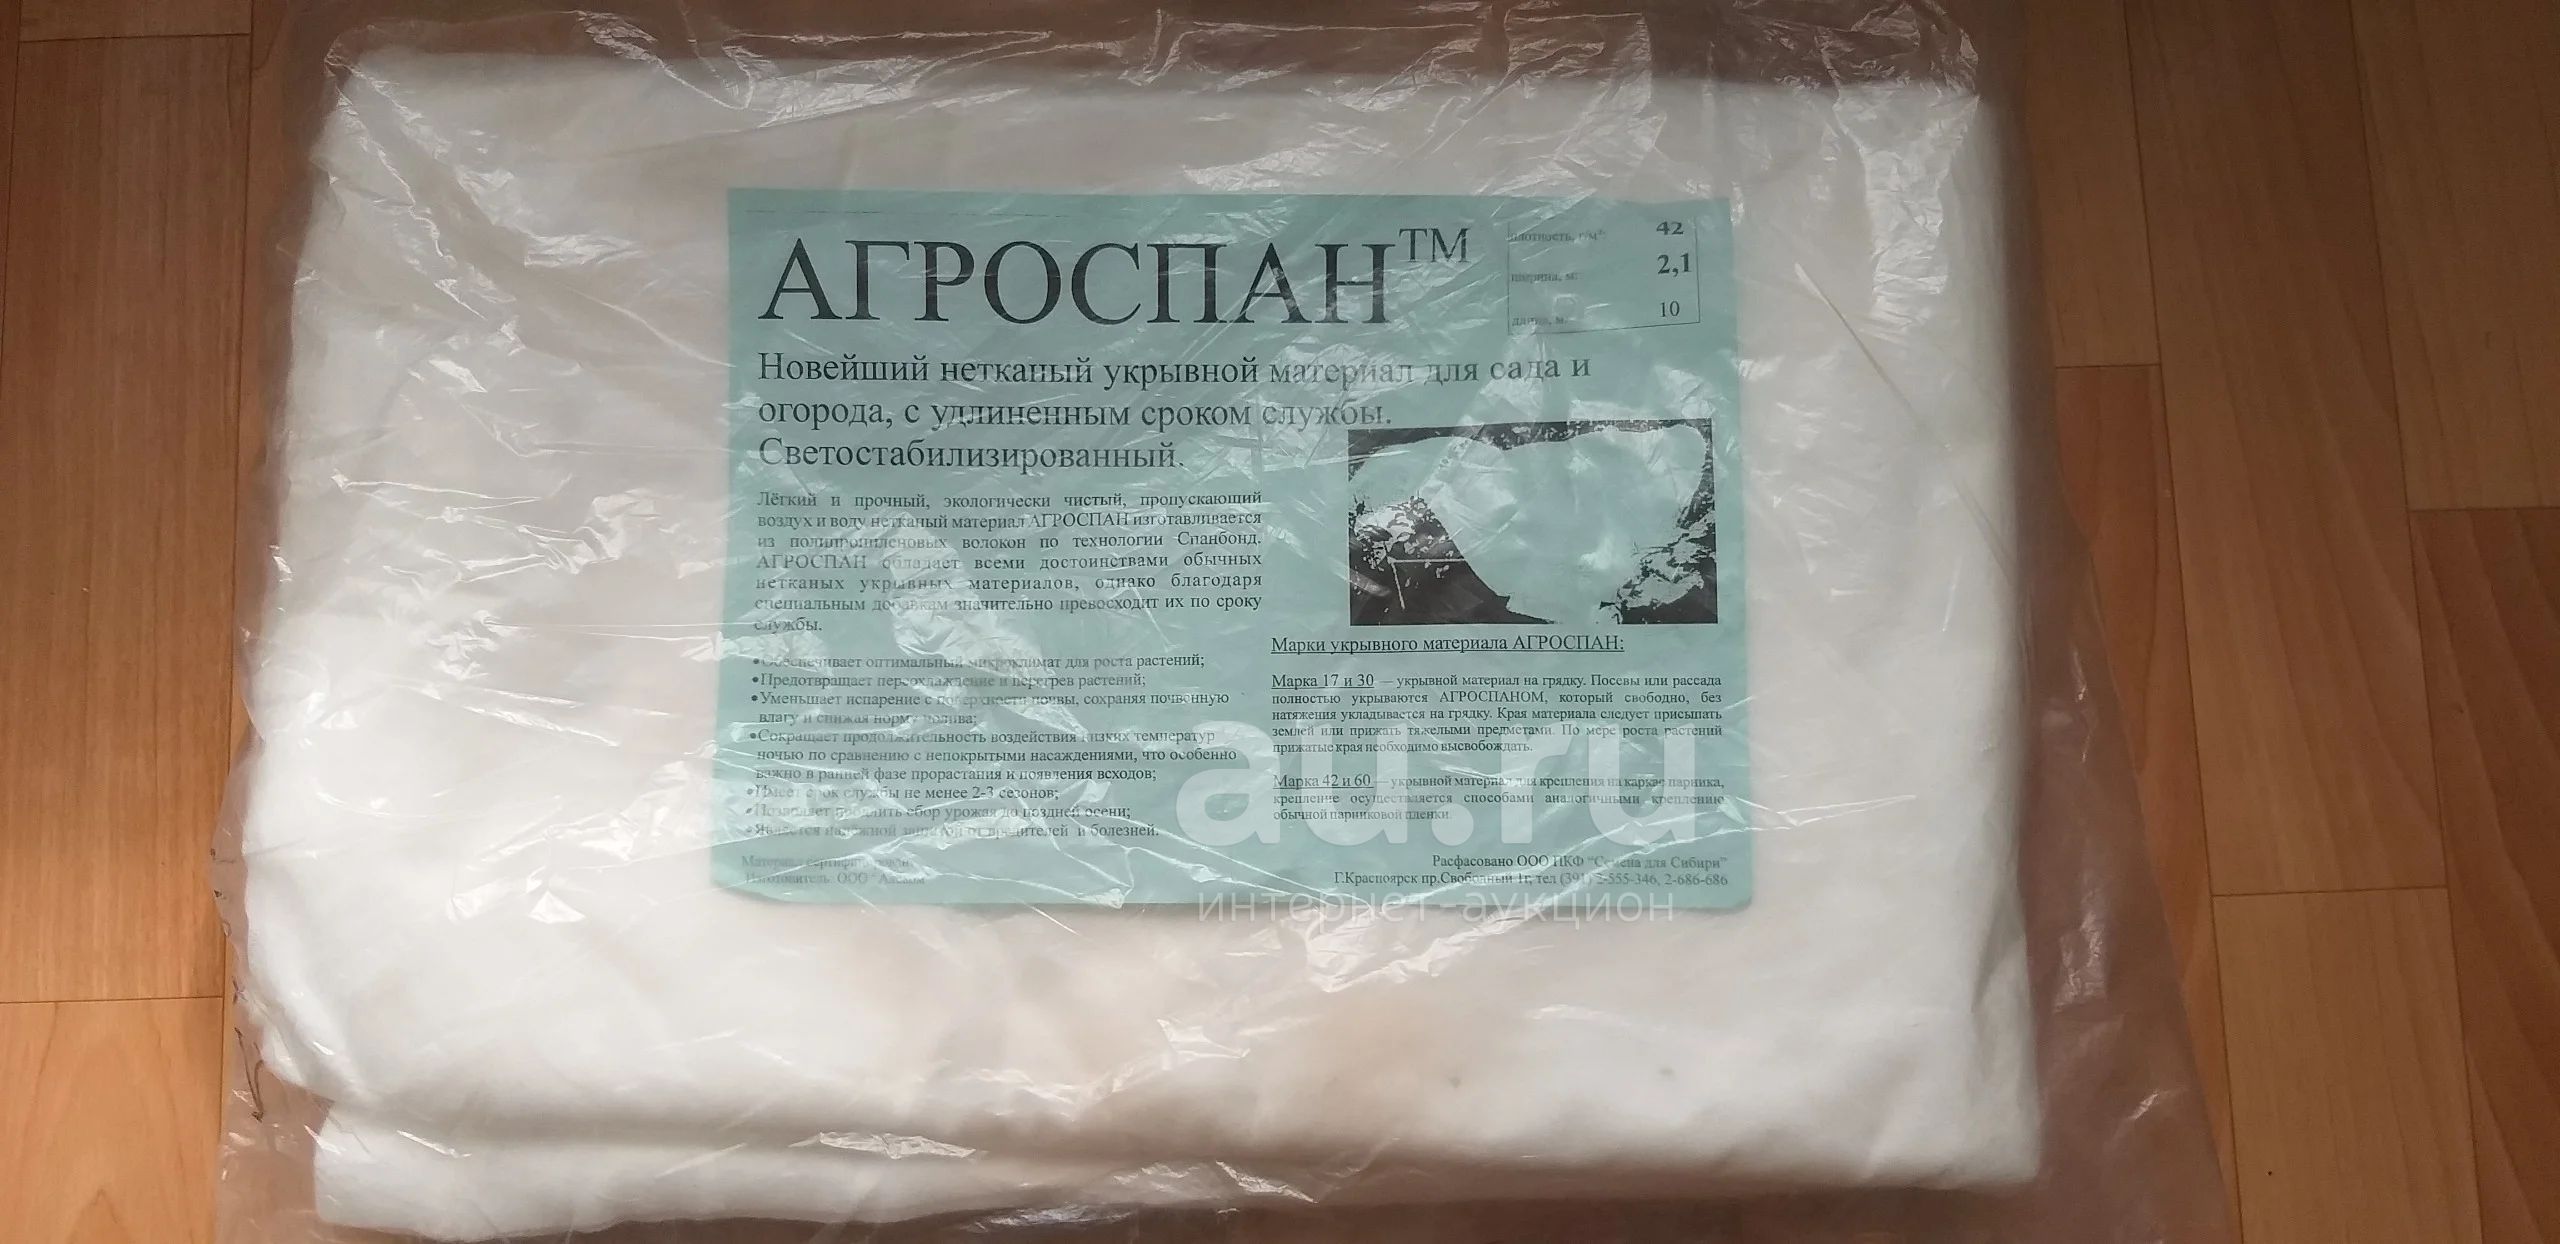 АГРОСПАН™
плотность, г/м²: 42
ширина, м: 2,1
длина, м. 10
Новейший нетканый укрывной материал для сада и
огорода, с удлиненным сроком службы.
Светостабилизированный.
Лёгкий и прочный, экологически чистый, пропускающий
воздух и воду нетканый материал АГРОСПАН изготавливается
из полипропиленовых волокон по технологии Спанбонд.
АГРОСПАН обладает всеми достоинствами обычных
нетканых укрывных материалов, однако благодаря
специальным добавкам значительно превосходит их по сроку
службы.
•Обеспечивает оптимальный микроклимат для роста растений;
•Предотвращает переохлаждение и перегрев растений;
•Уменьшает испарение с поверхности почвы, сохраняя почвенную
влагу и снижая норму полива;
•Сокращает продолжительность воздействия низких температур
ночью по сравнению с непокрытыми насаждениями, что особенно
важно в ранней фазе прорастания и появления всходов;
•Имеет срок службы не менее 2-3 сезонов;
•Позволяет продлить сбор урожая до поздней осени;
•Является надежной защитой от вредителей и болезней.
Материал сертифицирован.
Изготовитель: ООО
Марки укрывного материала АГРОСПАН:
Марка 17 и 30 — укрывной материал на грядку. Посевы или рассада
полностью укрываются АГРОСПАНОМ, который свободно, без
натяжения укладывается на грядку. Края материала следует присыпать
землей или прижать тяжелыми предметами. По мере роста растений
прижатые края необходимо высвобождать.
Марка 42 и 60 — укрывной материал для крепления на каркас парника,
крепление осуществляется способами аналогичными креплению
обычной парниковой пленки.
Расфасовано ООО ПКФ "Семена для Сибири"
Г.Красноярск пр.Свободный 1г, тел (391) 2-555-346, 2-686-686
au.ru
интернет-аукцион